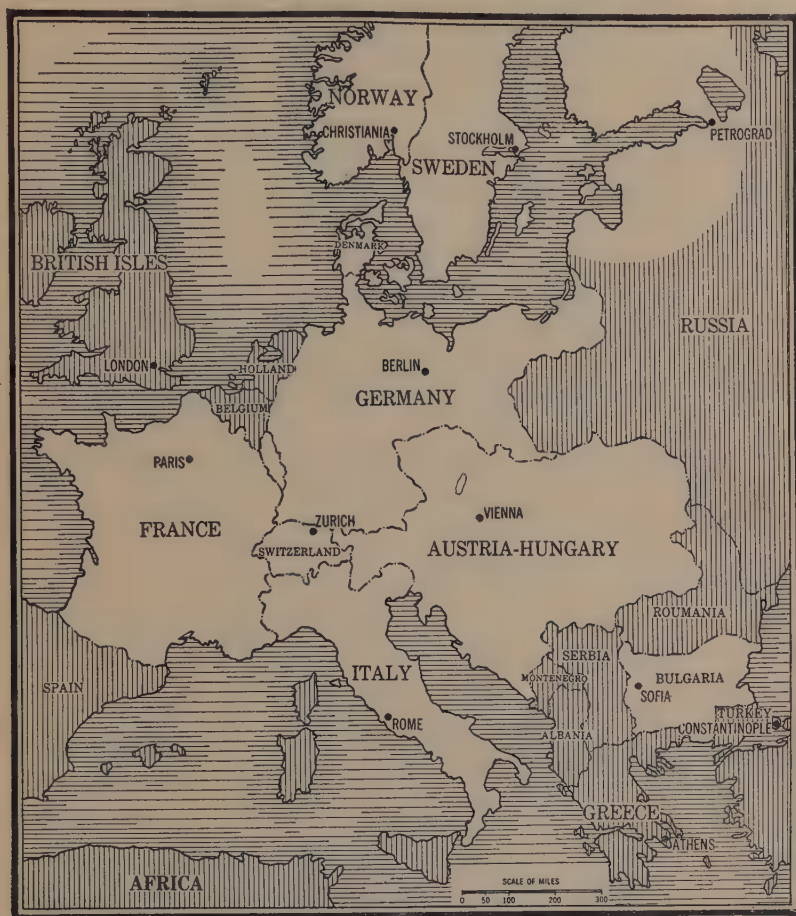 NORWAY
CHRISTIANIA
STOCKHOLM
SWEDEN
PETROGRAD
DENMARK
BRITISH ISLES
RUSSIA
LONDON
HOLLAND
BERLIN
GERMANY
BELGIUM
PARIS
ZURICH
VIENNA
FRANCE
SWITZERLAND
AUSTRIA-HUNGARY
ROUMANIA
SERBIA
ITALY
MONTENEGRO
BULGARIA
SPAIN
SOFIA
ROME
TURKEY
CONSTANTINOPLE
ALBANIA
GREECE
ATHENS
AFRICA
SCALE OF MILES
0 50 100 200 300